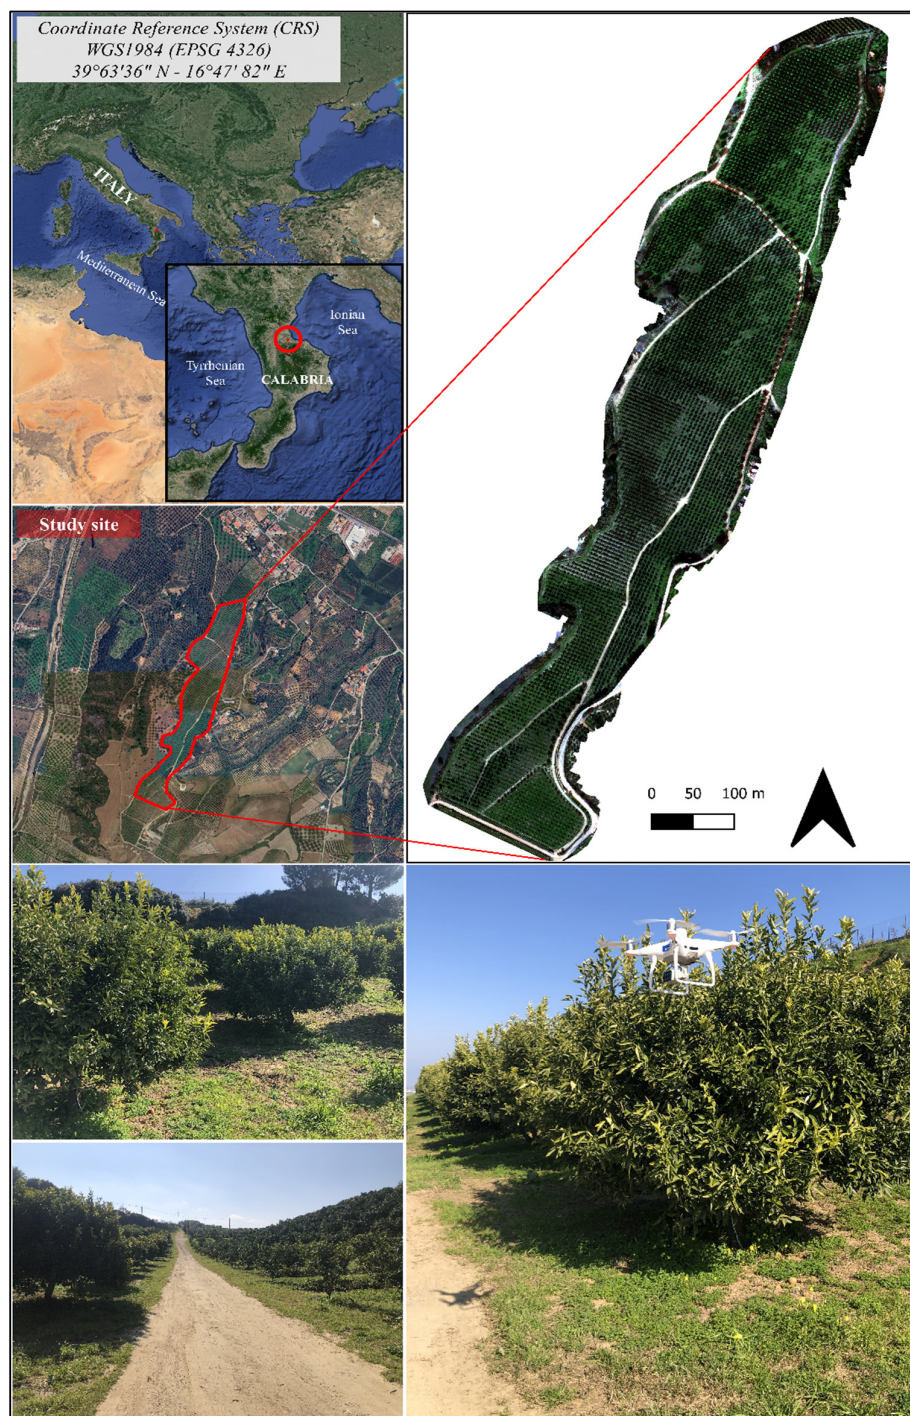 Coordinate Reference System (CRS)
WGS1984 (EPSG 4326)
39°63'36" N - 16°47' 82" E
ITALY
Mediterranean Sea
Ionian
Sea
Tyrrhenian
Sea
CALABRIA
Study site
0 50 100 m